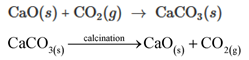 CaO(s) + CO₂(g) → CaCO₃(s)
CaCO₃(s) calcination→ CaO(s) + CO₂(g)